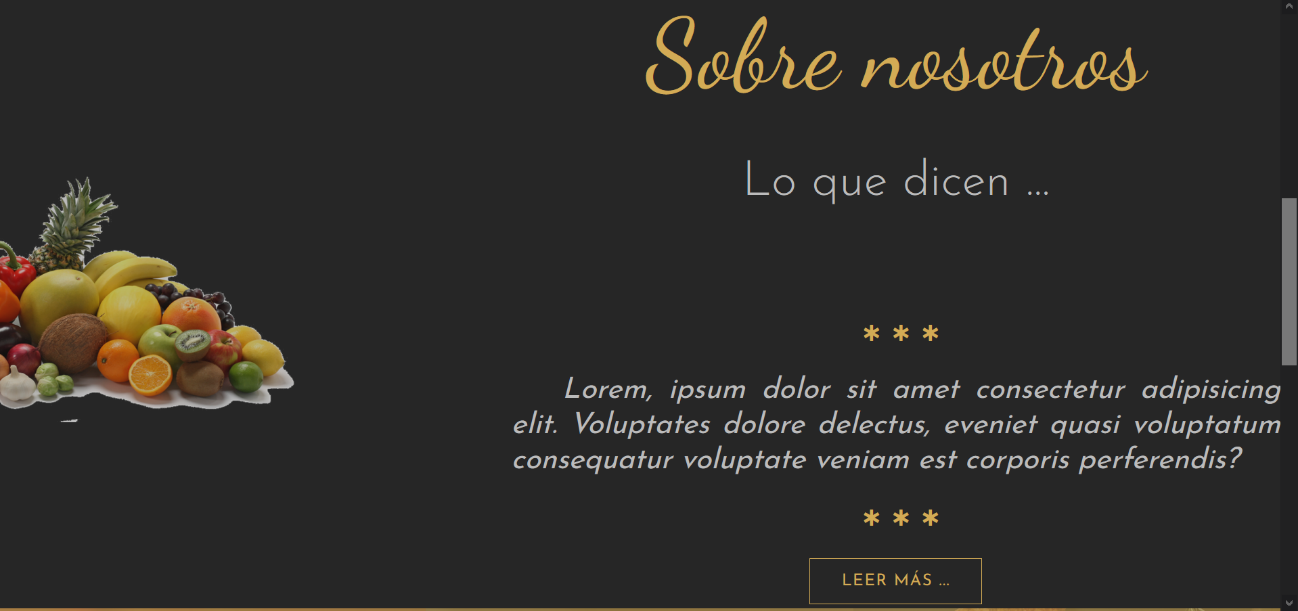 Sobre nosotros
Lo que dicen ...
* * *
Lorem, ipsum dolor sit amet consectetur adipisicing
elit. Voluptates dolore delectus, eveniet quasi voluptatum
consequatur voluptate veniam est corporis perferendis?
* * *
LEER MÁS ...